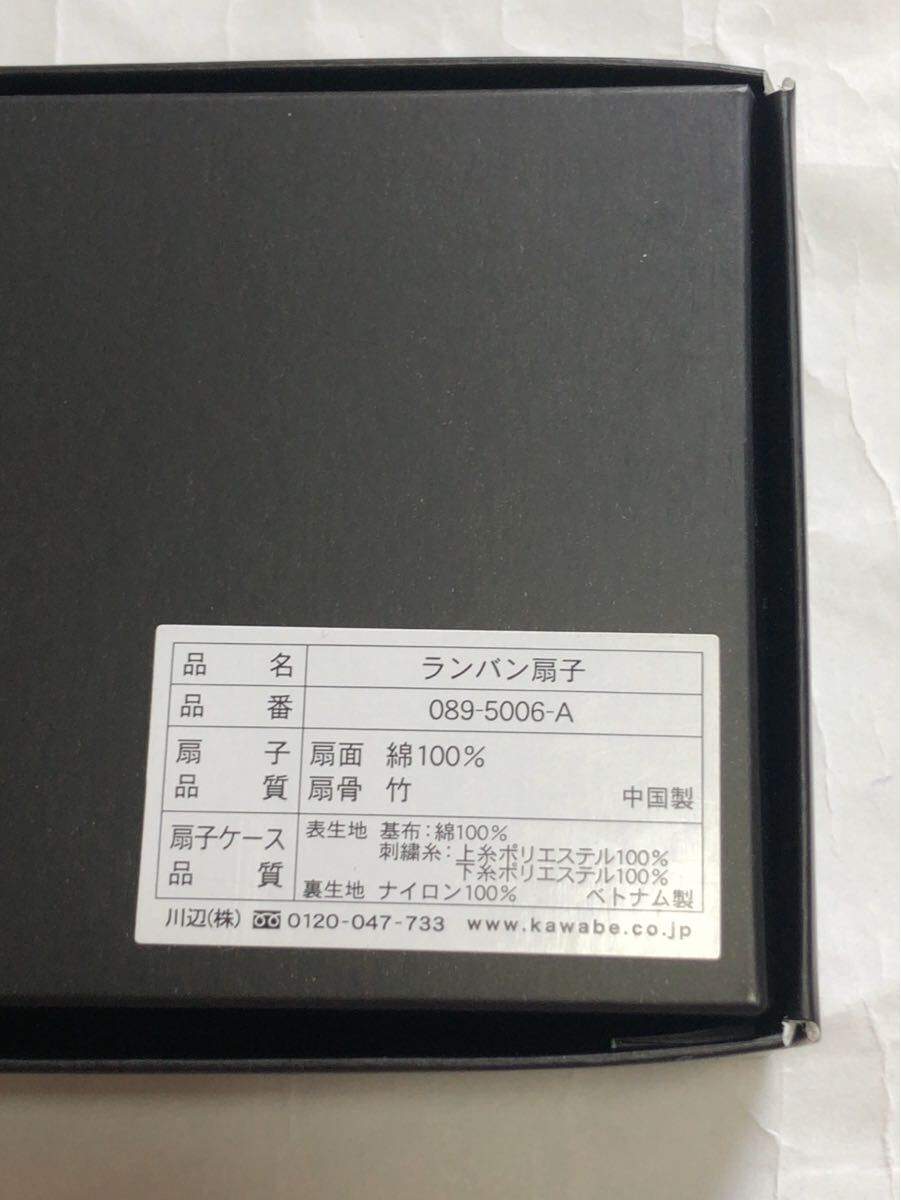 品名 ランバン扇子
品番 089-5006-A
扇子品質 扇面 綿100%
扇骨 竹 中国製
扇子ケース品質 表生地 基布:綿100%
刺繍糸:上糸ポリエステル100%
下糸ポリエステル100%
裏生地 ナイロン100% ベトナム製
川辺(株) 0120-047-733 www.kawabe.co.jp